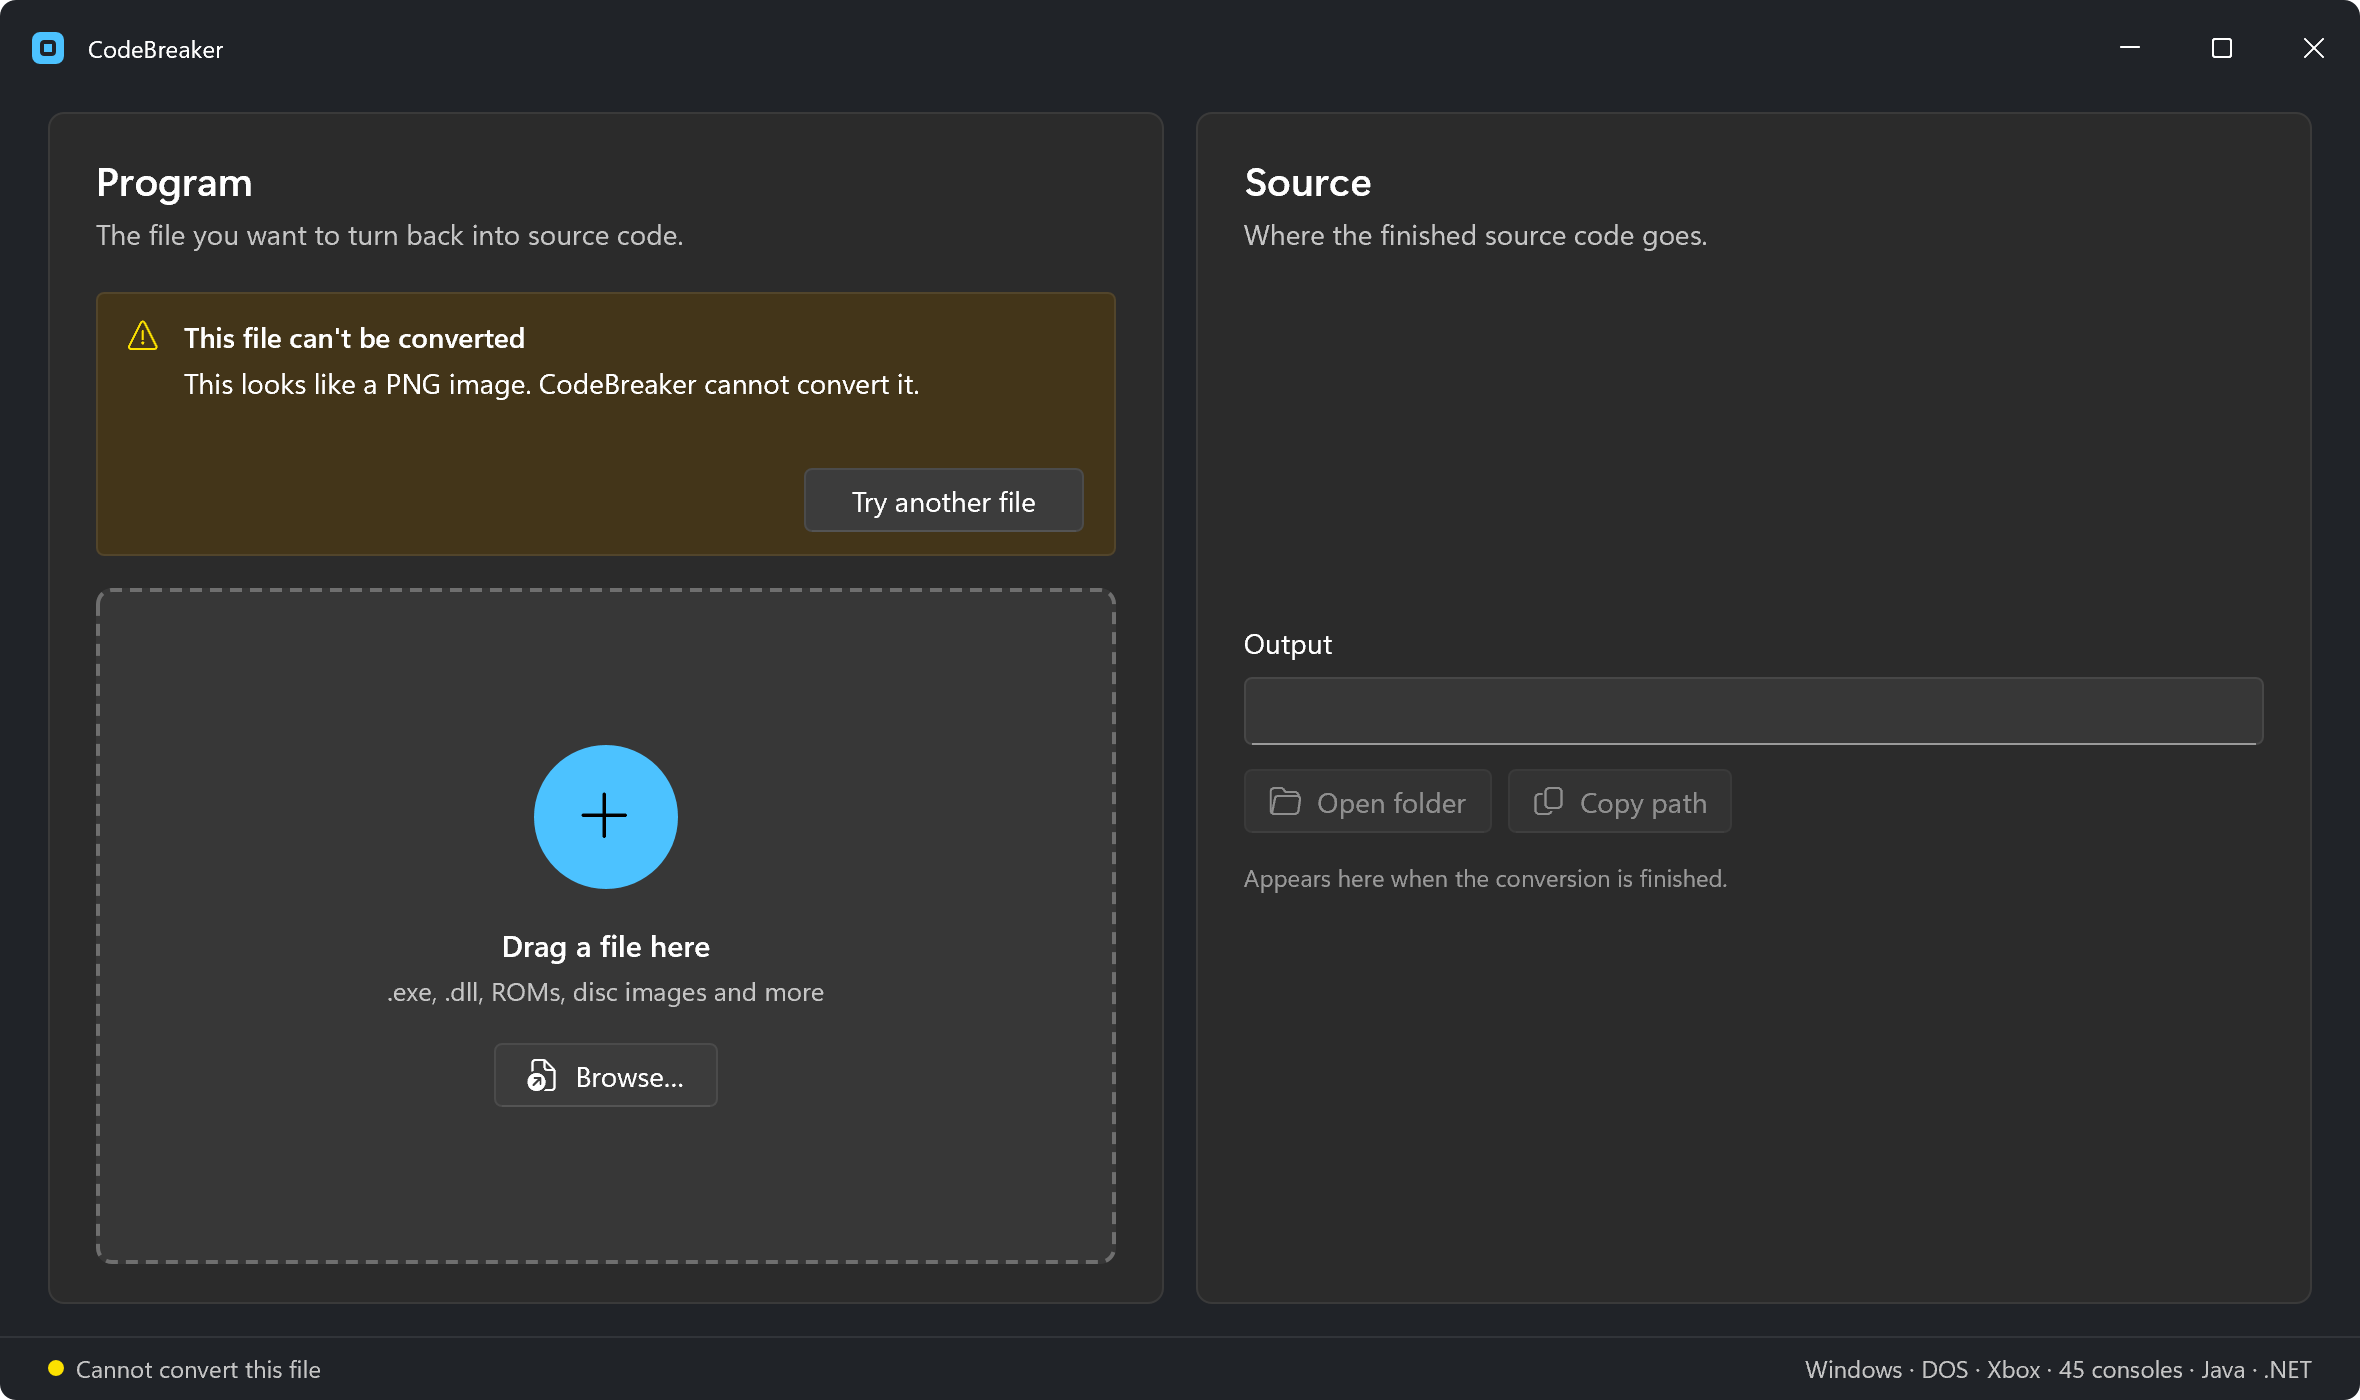 CodeBreaker
Program
The file you want to turn back into source code.
This file can't be converted
This looks like a PNG image. CodeBreaker cannot convert it.
Try another file
Drag a file here
.exe, .dll, ROMs, disc images and more
Browse...
Source
Where the finished source code goes.
Output
Open folder
Copy path
Appears here when the conversion is finished.
Cannot convert this file
Windows · DOS · Xbox · 45 consoles · Java · .NET